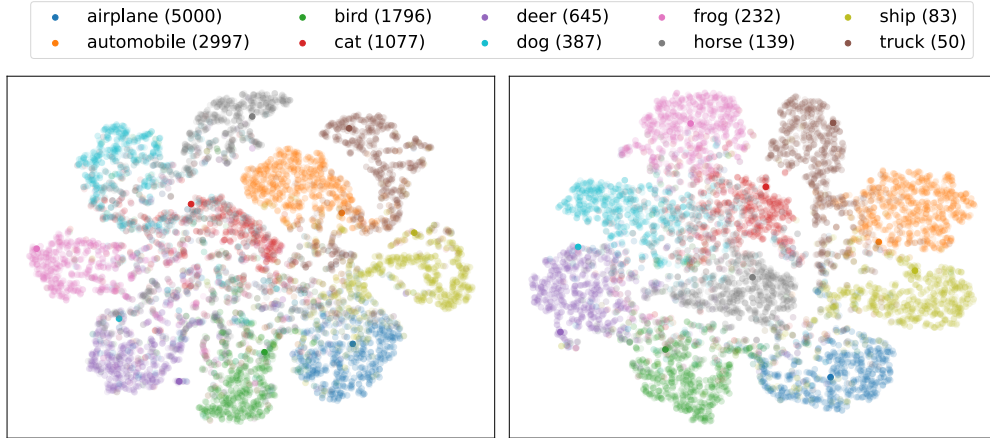 airplane (5000) bird (1796) deer (645) frog (232) ship (83)
automobile (2997) cat (1077) dog (387) horse (139) truck (50)